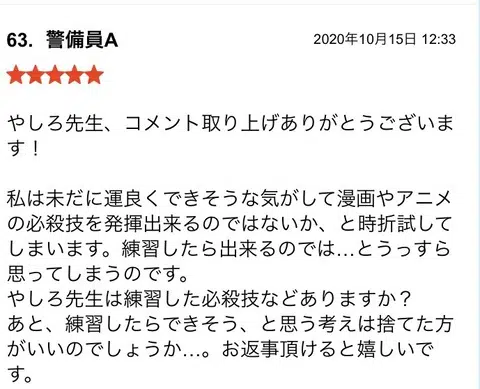 63. 警備員A 2020年10月15日 12:33
★★★★★
やしろ先生、コメント取り上げありがとうございま
す！
私は未だに運良くできそうな気がして漫画やアニメ
の必殺技を発揮出来るのではないか、と時折試して
しまいます。練習したら出来るのでは…とうっすら
思ってしまうのです。
やしろ先生は練習した必殺技などありますか？
あと、練習したらできそう、と思う考えは捨てた方
がいいのでしょうか…。お返事頂けると嬉しいで
す。